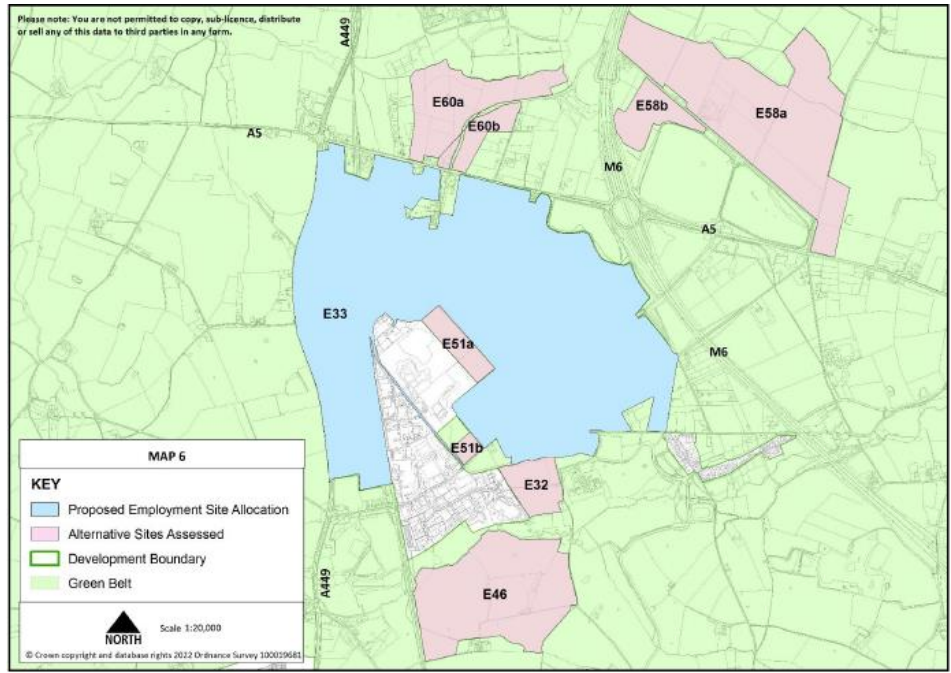 Please note: You are not permitted to copy, sub-licence, distribute
or sell any of this data to third parties in any form.
A449
E60a
E60b
E58b
E58a
A5
M6
A5
E33
E51a
M6
E51b
E32
E46
A449
MAP 6
KEY
Proposed Employment Site Allocation
Alternative Sites Assessed
Development Boundary
Green Belt
NORTH
Scale 1:20,000
© Crown copyright and database rights 2022 Ordnance Survey 100019681